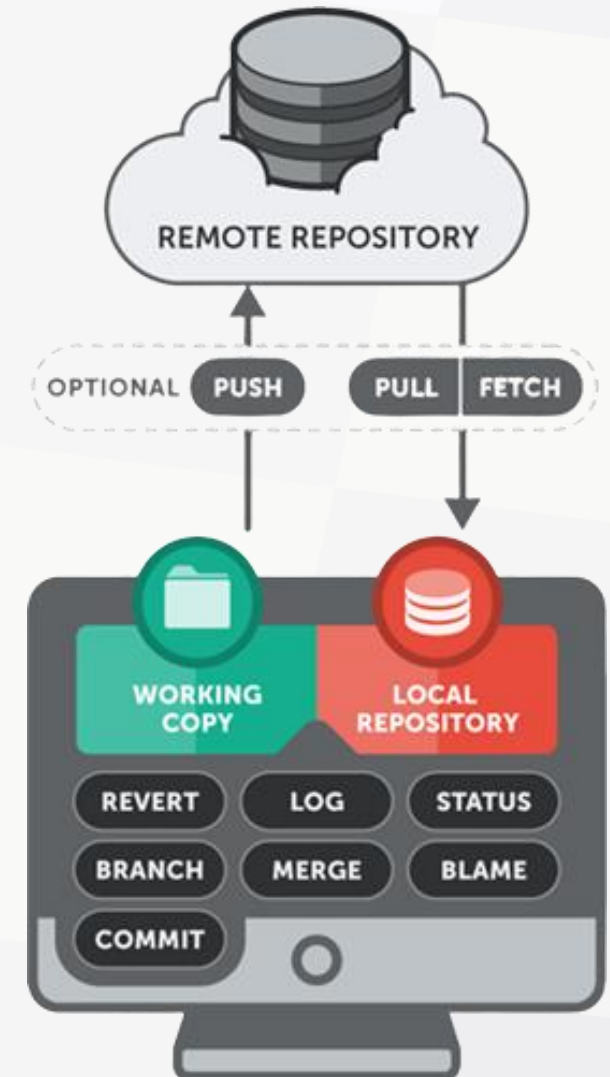 REMOTE REPOSITORY
OPTIONAL PUSH PULL FETCH
WORKING COPY
LOCAL REPOSITORY
REVERT LOG STATUS
BRANCH MERGE BLAME
COMMIT